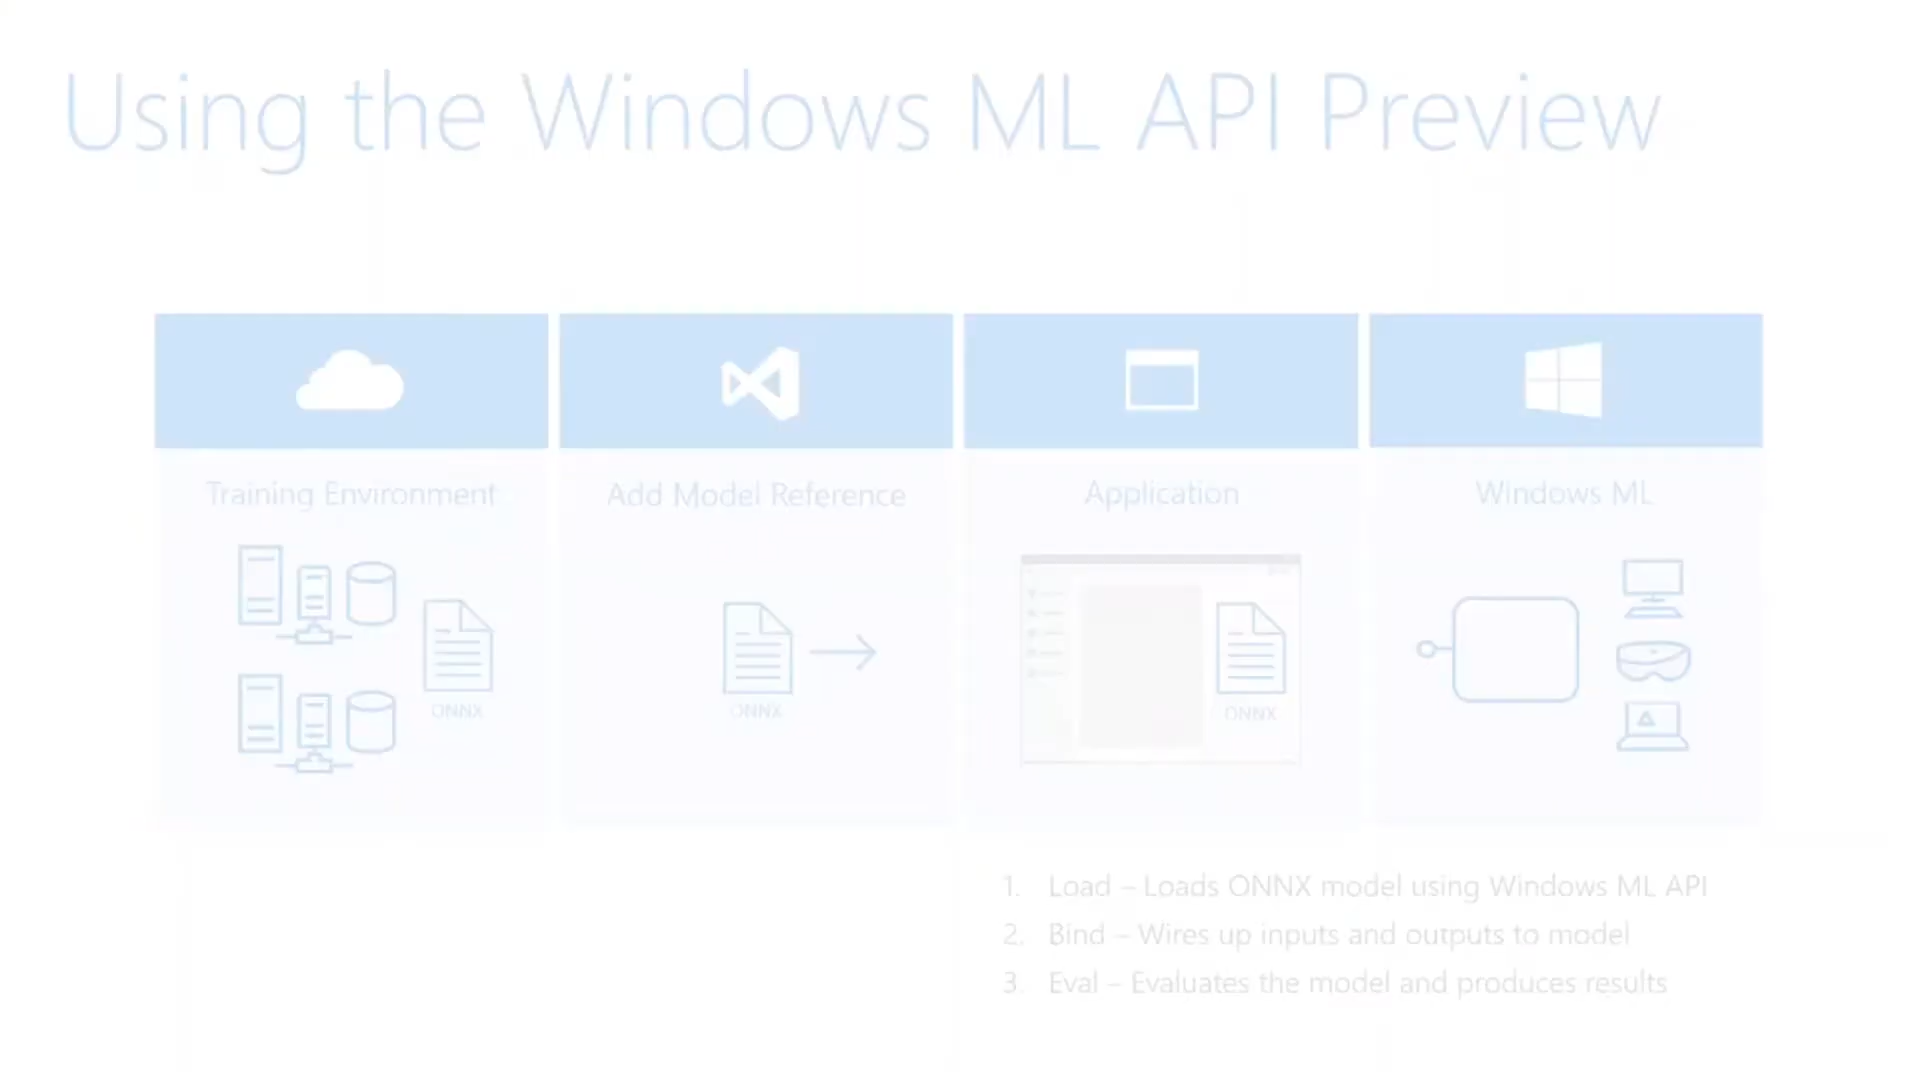 Using the Windows ML API Preview
Training Environment
Add Model Reference
Application
Windows ML
ONNX
ONNX
ONNX
1. Load – Loads ONNX model using Windows ML API
2. Bind – Wires up inputs and outputs to model
3. Eval – Evaluates the model and produces results